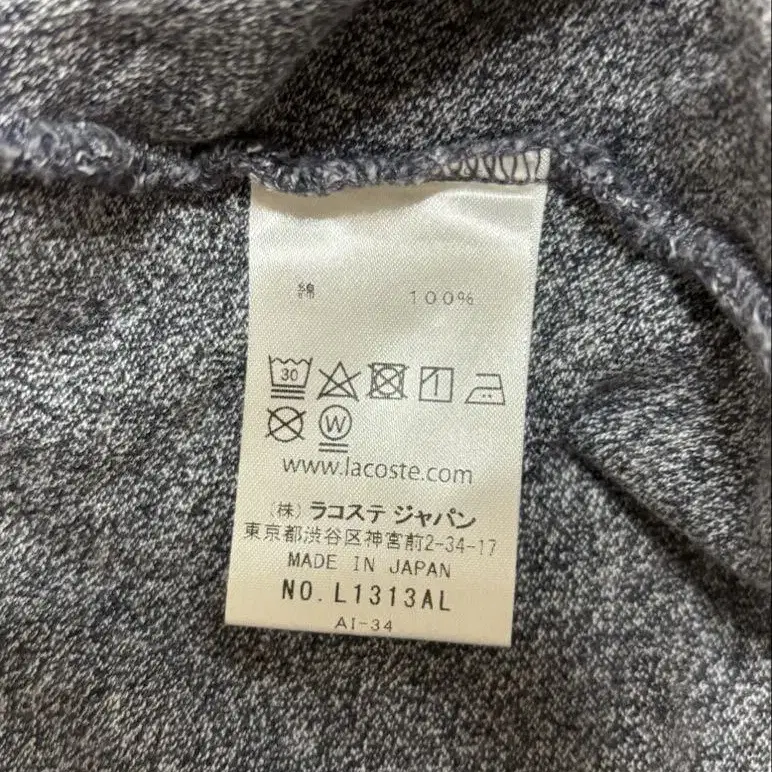 綿 100%
30
W
www.lacoste.com
(株) ラコステ ジャパン
東京都渋谷区神宮前2-34-17
MADE IN JAPAN
NO. L1313AL
AI-34